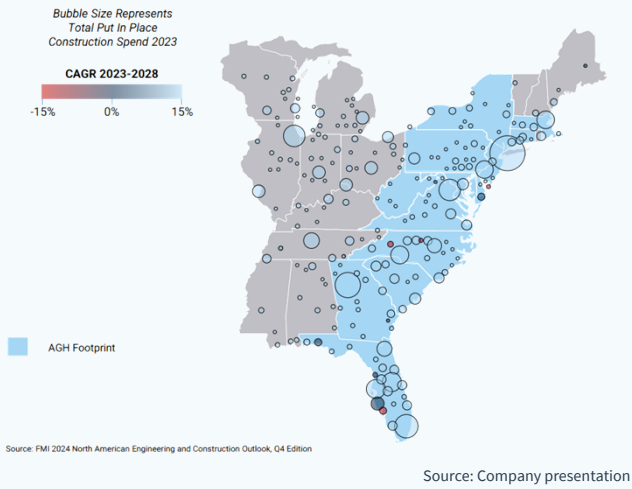 Bubble Size Represents
Total Put In Place
Construction Spend 2023
CAGR 2023-2028
-15% 0% 15%
AGH Footprint
Source: FMI 2024 North American Engineering and Construction Outlook, Q4 Edition
Source: Company presentation